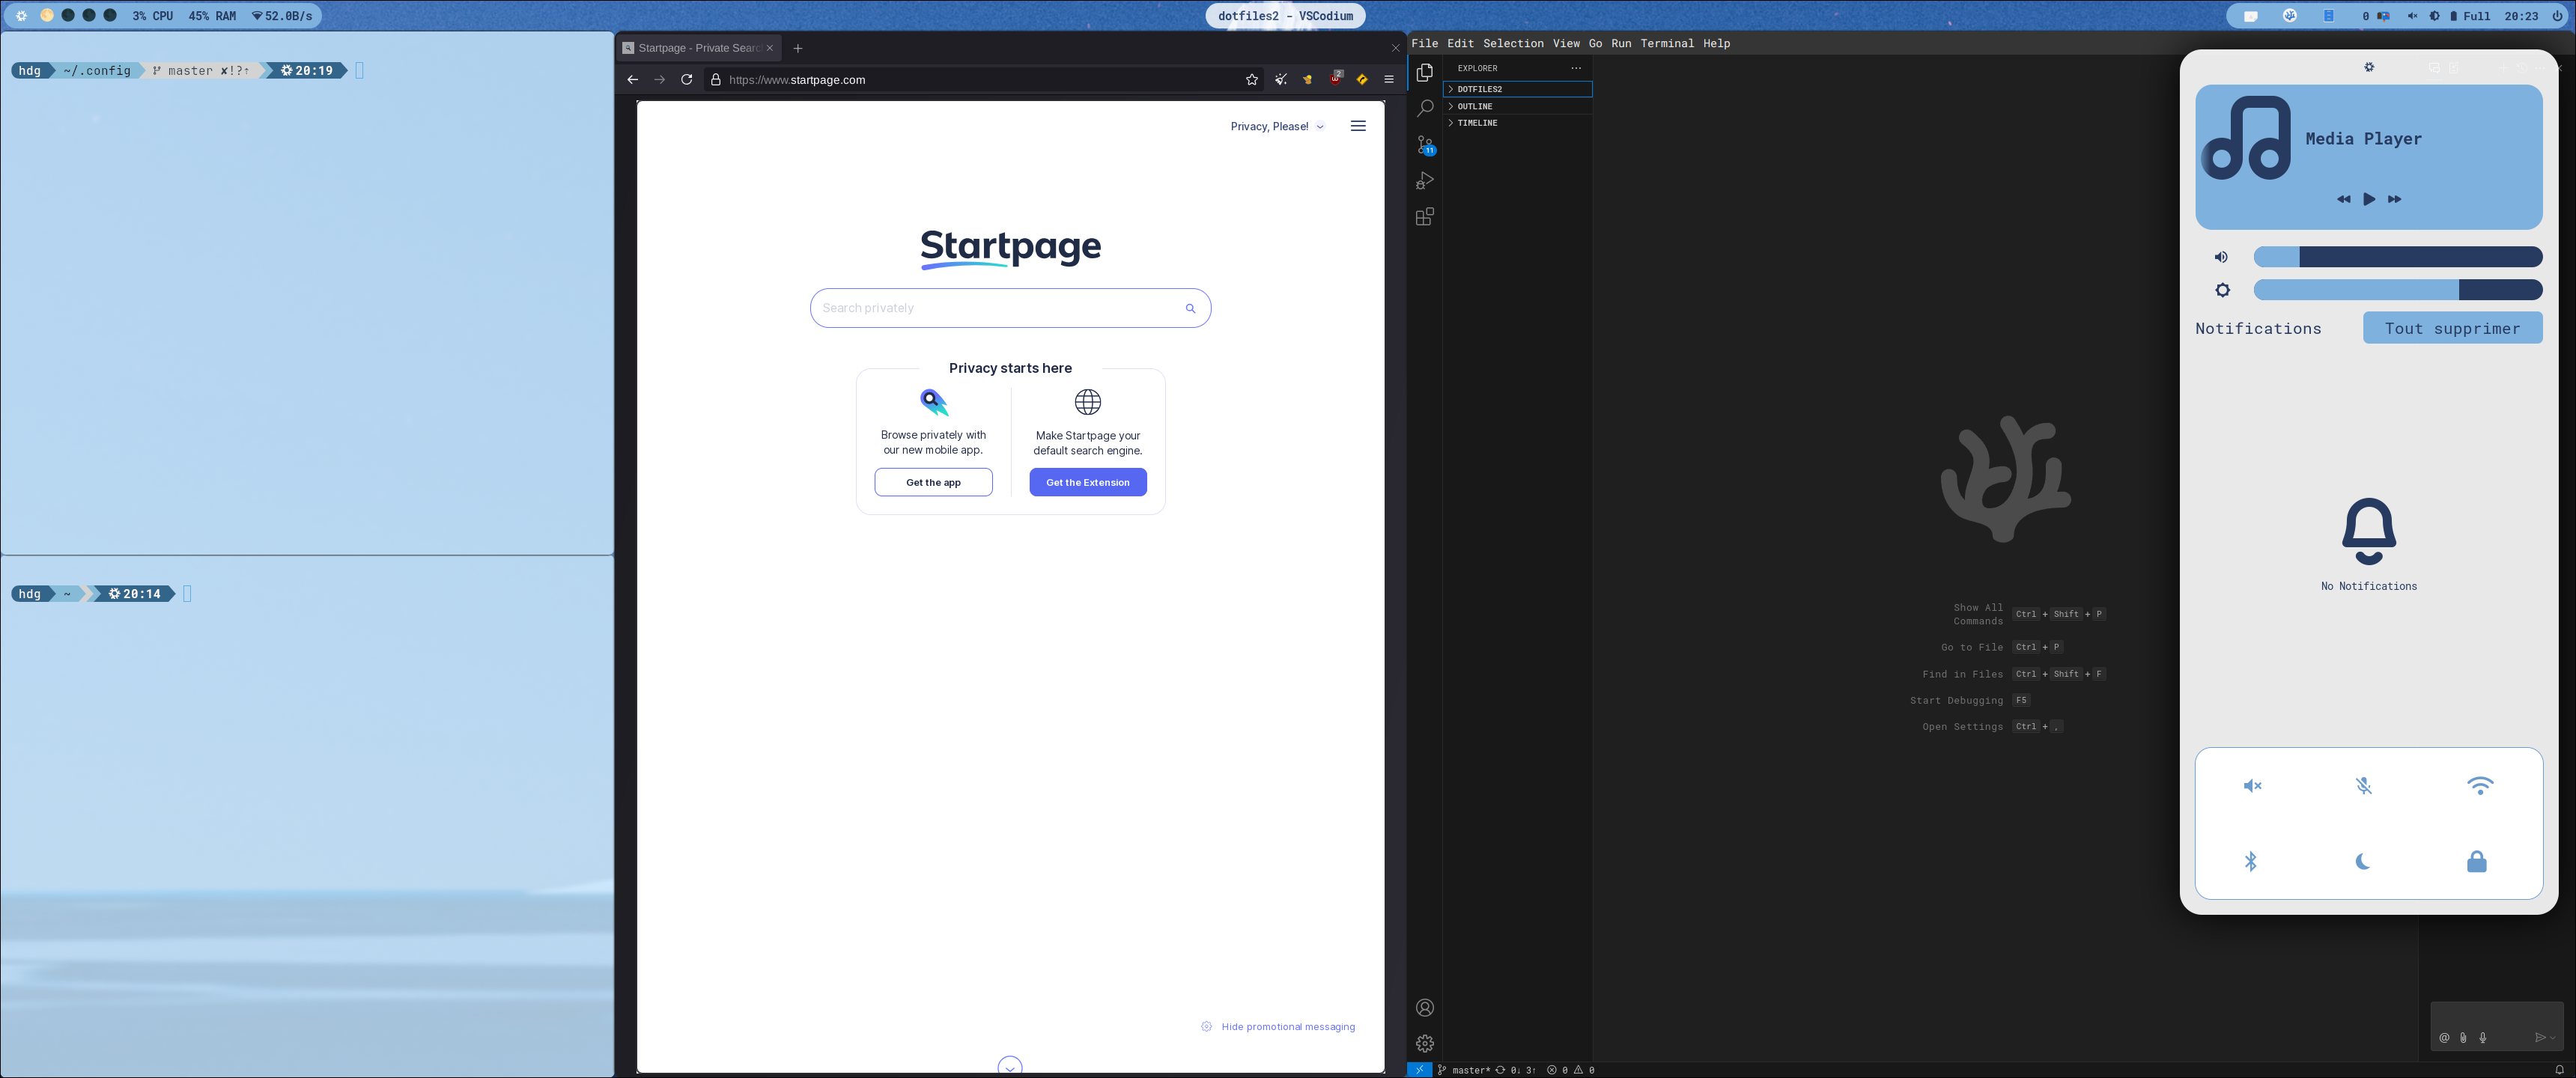 3% CPU 45% RAM 52.0B/s
dotfiles2 - VSCodium
0 Full 20:23
hdg ~/.config master ✘!?⇡ 20:19
hdg ~ 20:14
Startpage - Private Searc
https://www.startpage.com
2
Privacy, Please!
Startpage
Search privately
Privacy starts here
Browse privately with
our new mobile app.
Get the app
Make Startpage your
default search engine.
Get the Extension
Hide promotional messaging
File Edit Selection View Go Run Terminal Help
EXPLORER
DOTFILES2
OUTLINE
TIMELINE
11
Show All
Commands
Ctrl + Shift + P
Go to File Ctrl + P
Find in Files Ctrl + Shift + F
Start Debugging F5
Open Settings Ctrl + ,
@
master* 0↓ 3↑ 0 0
Media Player
Notifications
Tout supprimer
No Notifications